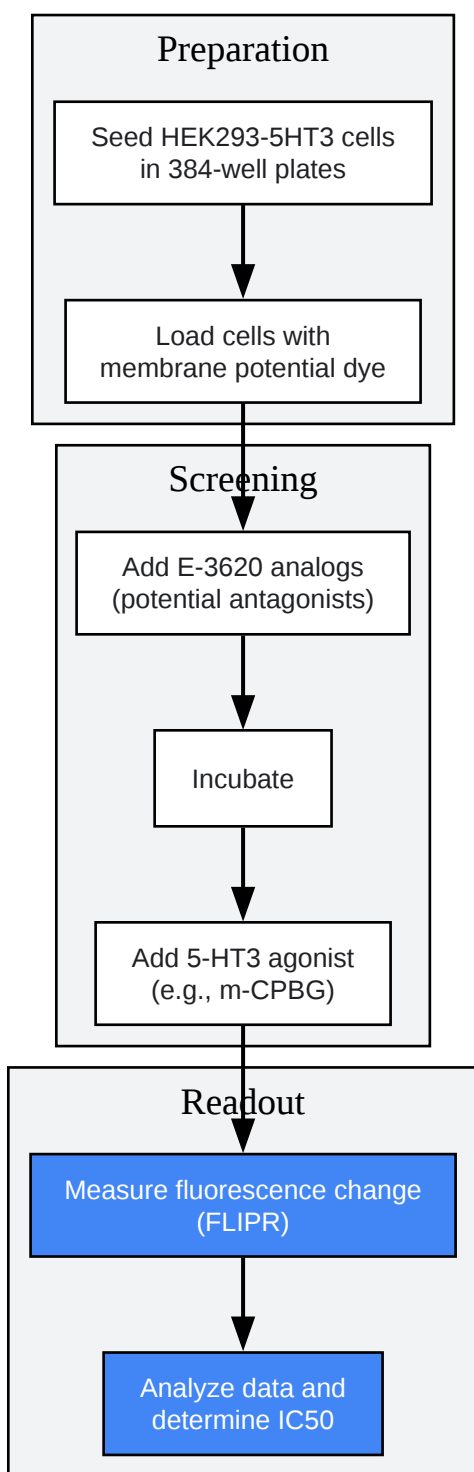 Preparation
Seed HEK293-5HT3 cells
in 384-well plates
Load cells with
membrane potential dye
Screening
Add E-3620 analogs
(potential antagonists)
Incubate
Add 5-HT3 agonist
(e.g., m-CPBG)
Readout
Measure fluorescence change
(FLIPR)
Analyze data and
determine IC50